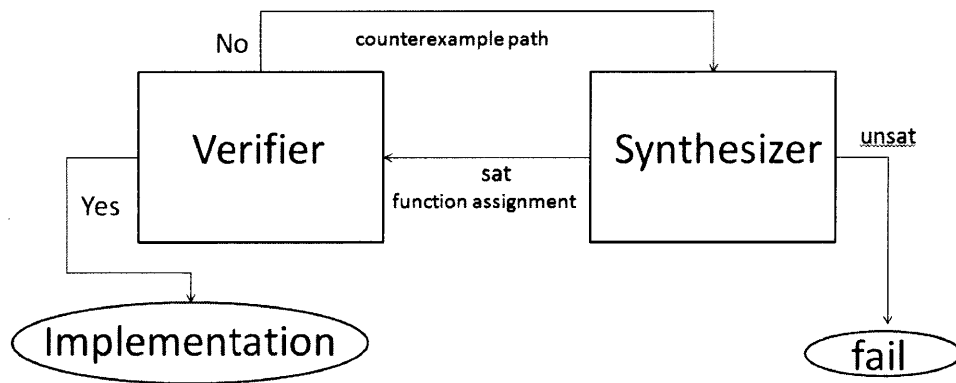 No
counterexample path
Verifier
Synthesizer
unsat
sat
function assignment
Yes
Implementation
fail